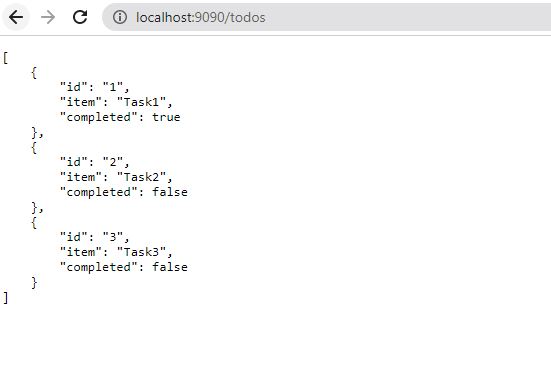 localhost:9090/todos
[
    {
        "id": "1",
        "item": "Task1",
        "completed": true
    },
    {
        "id": "2",
        "item": "Task2",
        "completed": false
    },
    {
        "id": "3",
        "item": "Task3",
        "completed": false
    }
]